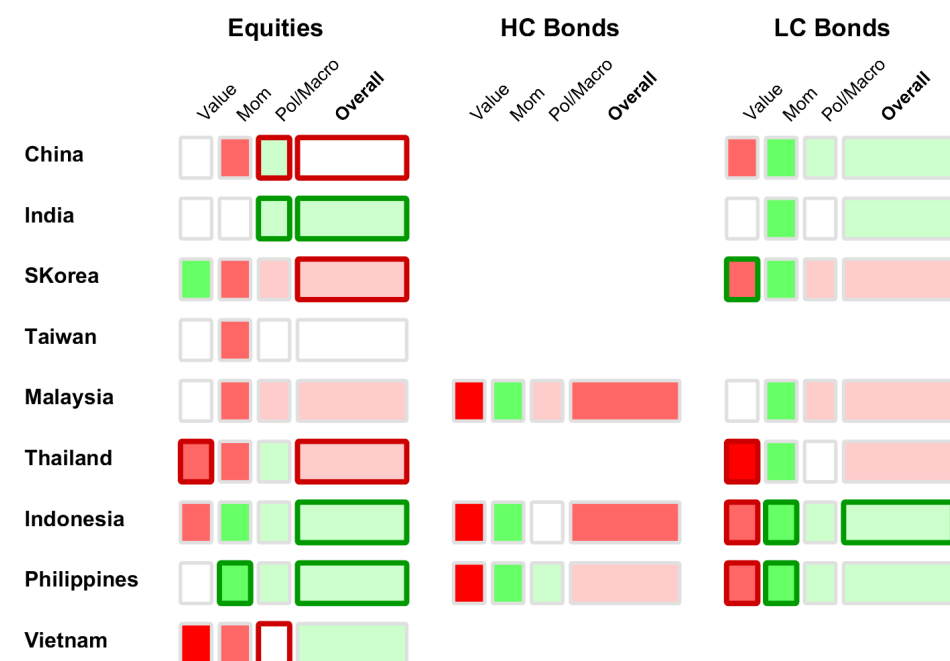 Equities HC Bonds LC Bonds
Value Mom Pol/Macro Overall Value Mom Pol/Macro Overall Value Mom Pol/Macro Overall
China
India
SKorea
Taiwan
Malaysia
Thailand
Indonesia
Philippines
Vietnam